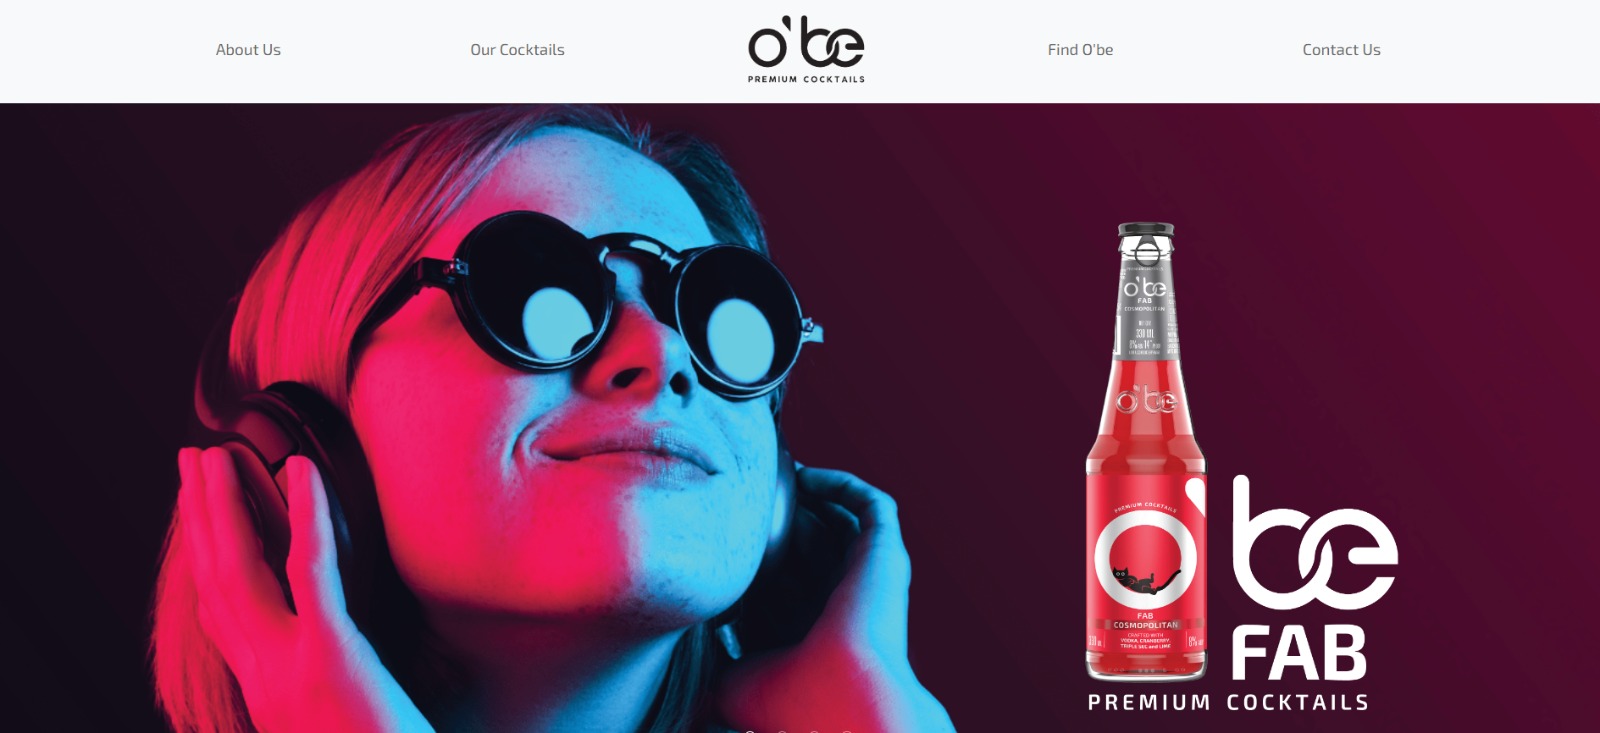 About Us
Our Cocktails
o'be
PREMIUM COCKTAILS
Find O'be
Contact Us
o'be
FAB
COSMOPOLITAN
330 ML
o'be
PREMIUM COCKTAILS
FAB
COSMOPOLITAN
CRAFTED WITH
VODKA, CRANBERRY,
TRIPLE SEC and LIME
be
FAB
PREMIUM COCKTAILS